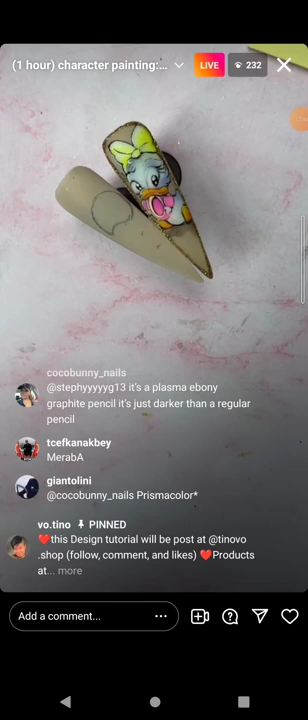 (1 hour) character painting:...
LIVE
232
cocobunny_nails
@stephyyyyyg13 it's a plasma ebony
graphite pencil it's just darker than a regular
pencil
tcefkanakbey
MerabA
giantolini
@cocobunny_nails Prismacolor*
vo.tino PINNED
❤️this Design tutorial will be post at @tinovo
.shop (follow, comment, and likes) ❤️Products
at... more
Add a comment...